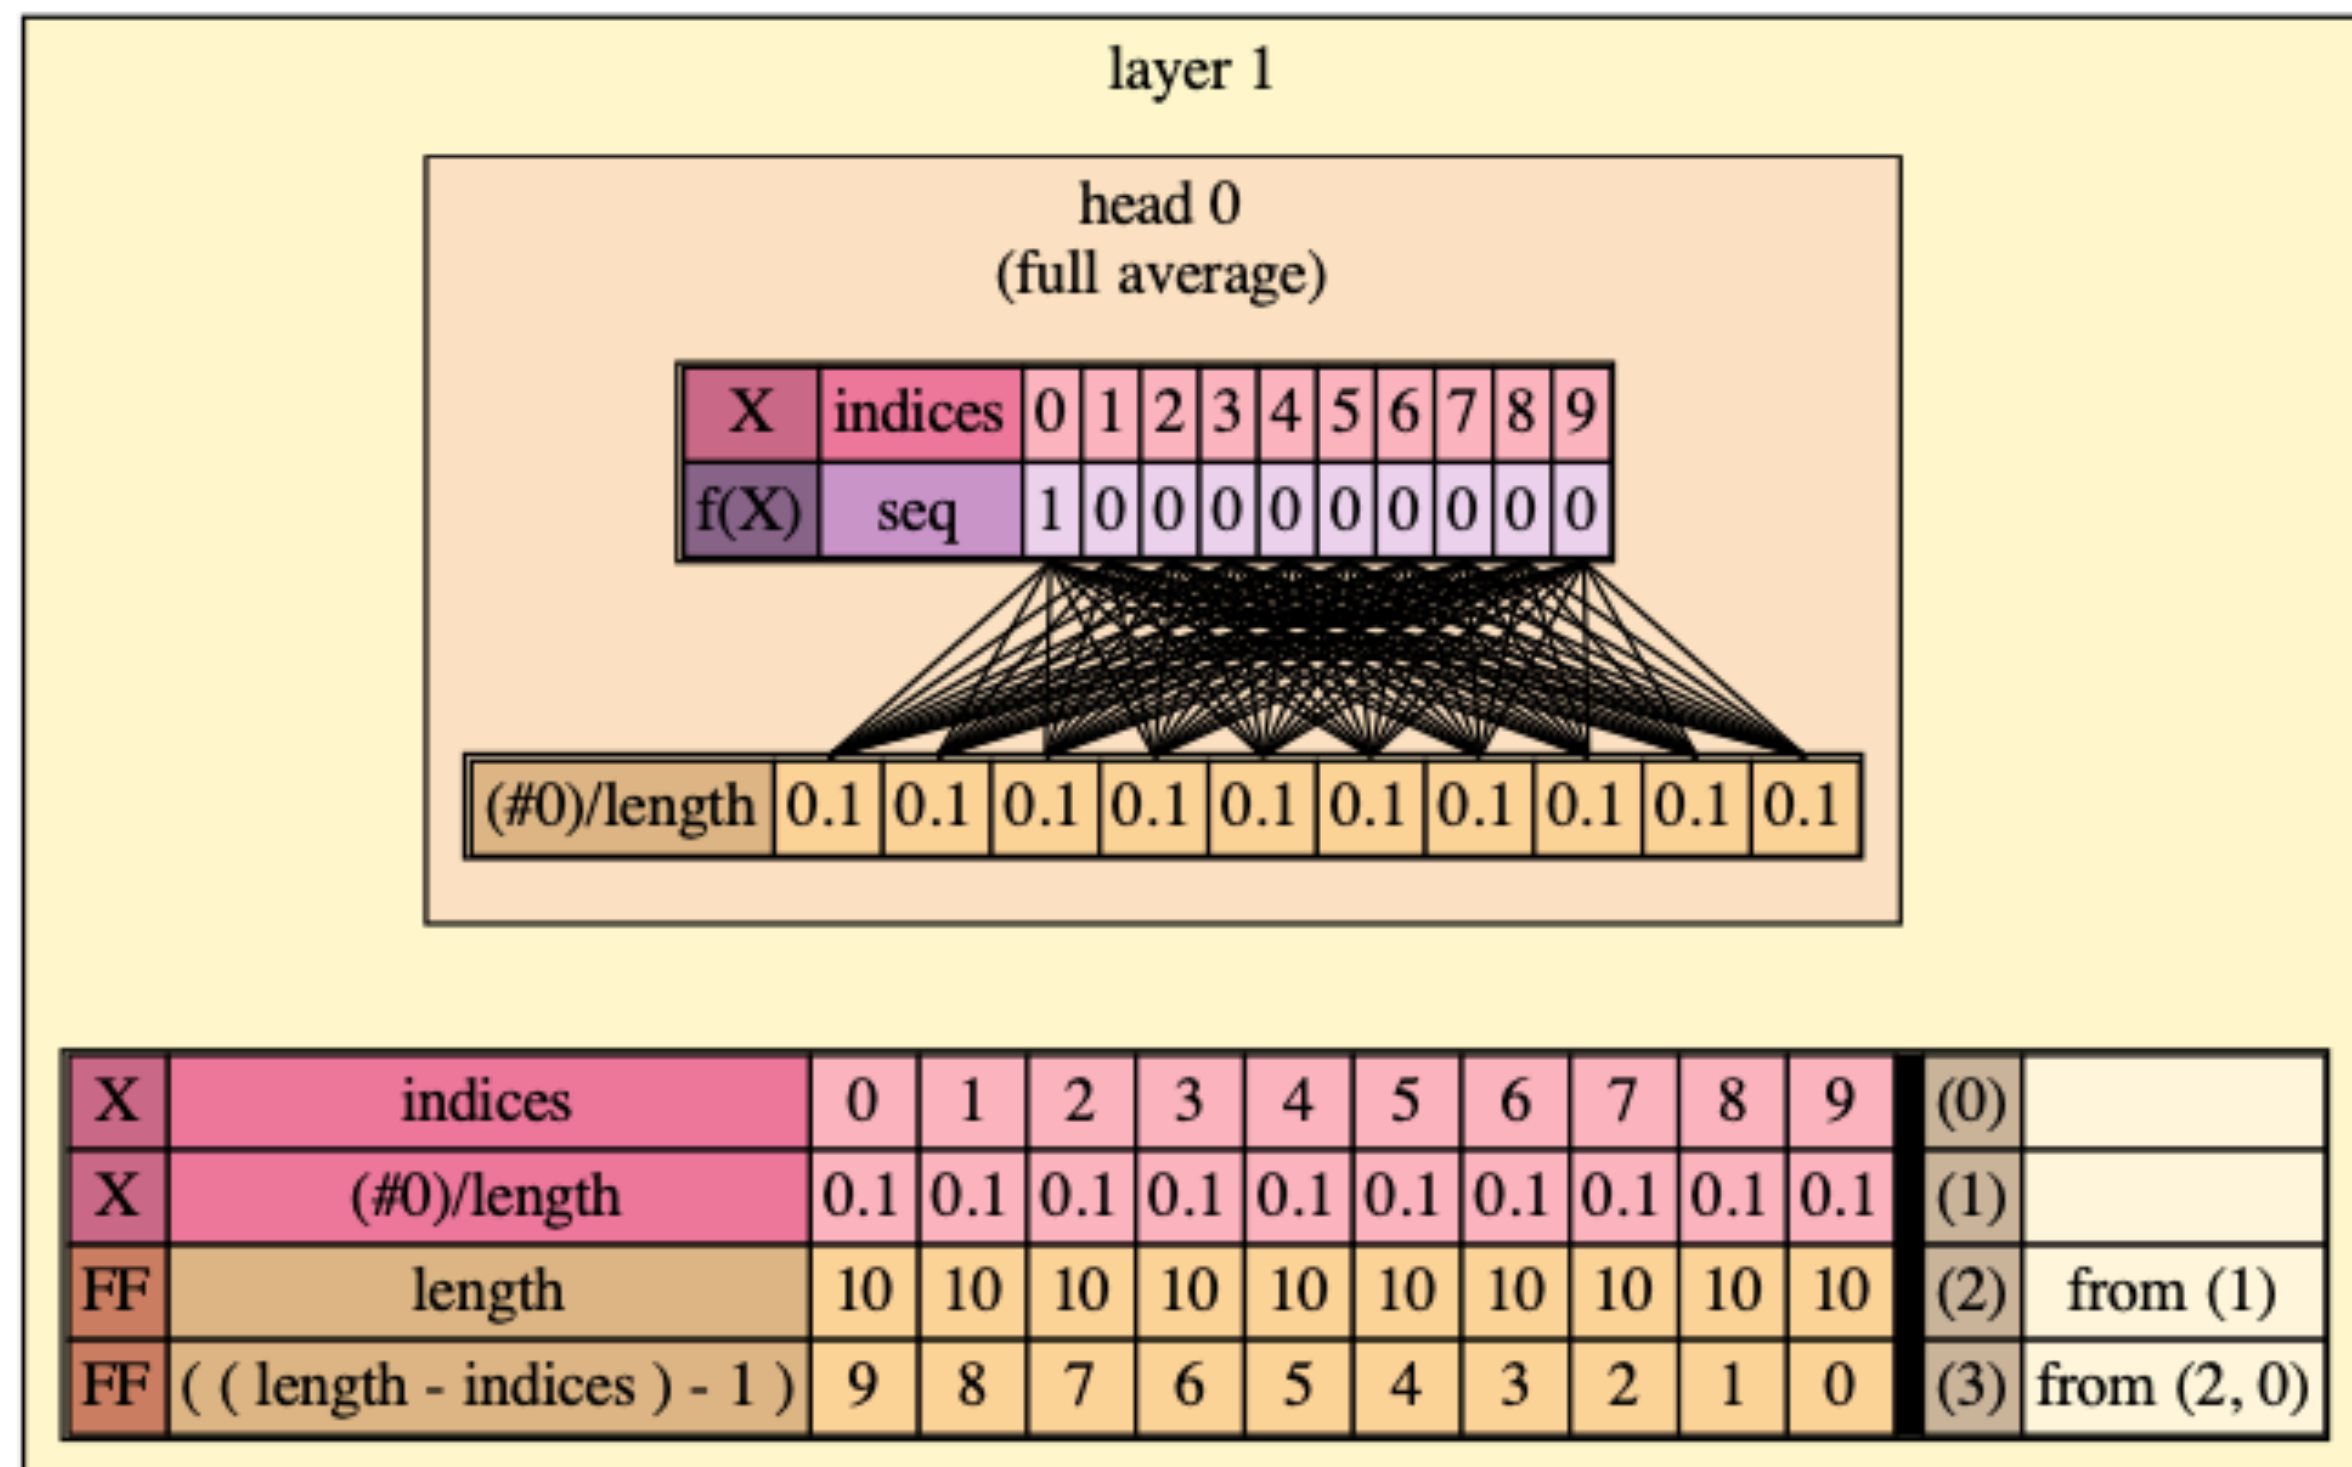 layer 1
head 0
(full average)
X indices 0 1 2 3 4 5 6 7 8 9
f(X) seq 1 0 0 0 0 0 0 0 0 0
(#0)/length 0.1 0.1 0.1 0.1 0.1 0.1 0.1 0.1 0.1 0.1
X indices 0 1 2 3 4 5 6 7 8 9 (0)
X (#0)/length 0.1 0.1 0.1 0.1 0.1 0.1 0.1 0.1 0.1 0.1 (1)
FF length 10 10 10 10 10 10 10 10 10 10 (2) from (1)
FF ( ( length - indices ) - 1 ) 9 8 7 6 5 4 3 2 1 0 (3) from (2, 0)